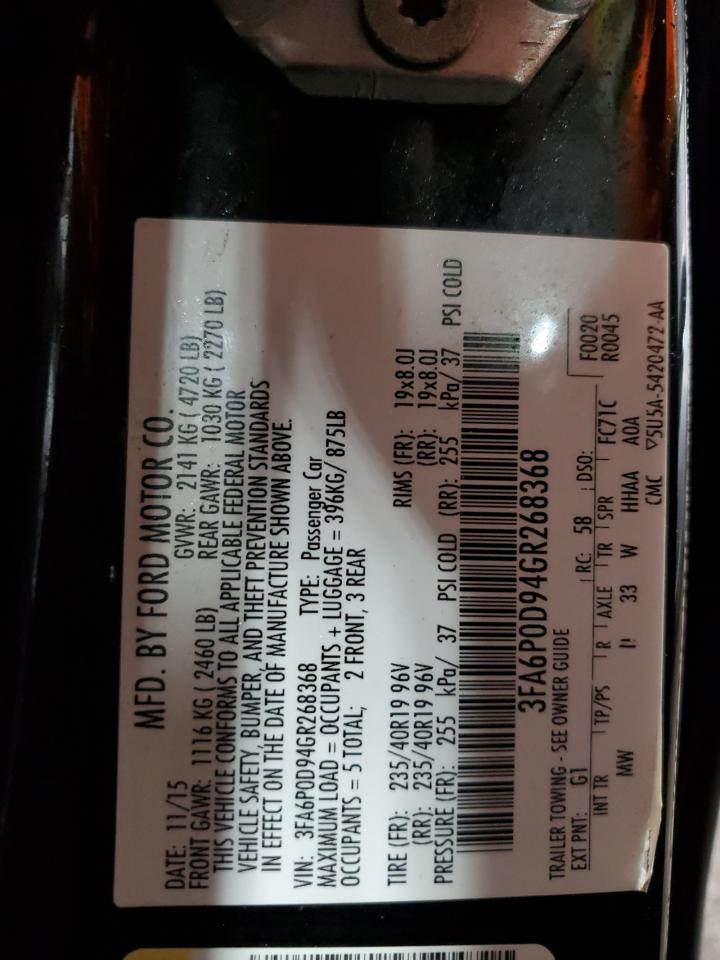 MFD. BY FORD MOTOR CO.
DATE: 11/15 GVWR: 2141 KG ( 4720 LB)
FRONT GAWR: 1116 KG ( 2460 LB) REAR GAWR: 1030 KG ( 2270 LB)
THIS VEHICLE CONFORMS TO ALL APPLICABLE FEDERAL MOTOR
VEHICLE SAFETY, BUMPER, AND THEFT PREVENTION STANDARDS
IN EFFECT ON THE DATE OF MANUFACTURE SHOWN ABOVE.
VIN: 3FA6P0D94GR268368 TYPE: Passenger Car
MAXIMUM LOAD = OCCUPANTS + LUGGAGE = 396KG/ 875LB
OCCUPANTS = 5 TOTAL; 2 FRONT, 3 REAR
TIRE (FR): 235/40R19 96V RIMS (FR): 19x8.0J
(RR): 235/40R19 96V (RR): 19x8.0J
PRESSURE (FR): 255 kPa/ 37 PSI COLD (RR): 255 kPa/ 37 PSI COLD
3FA6P0D94GR268368
TRAILER TOWING - SEE OWNER GUIDE
EXT PNT: G1 RC: 58 DSO: F0020
R0045
INT TR TP/PS R AXLE TR SPR FC71C
MW 33 W HHAA A0A
CMC 5U5A-5420472-AA